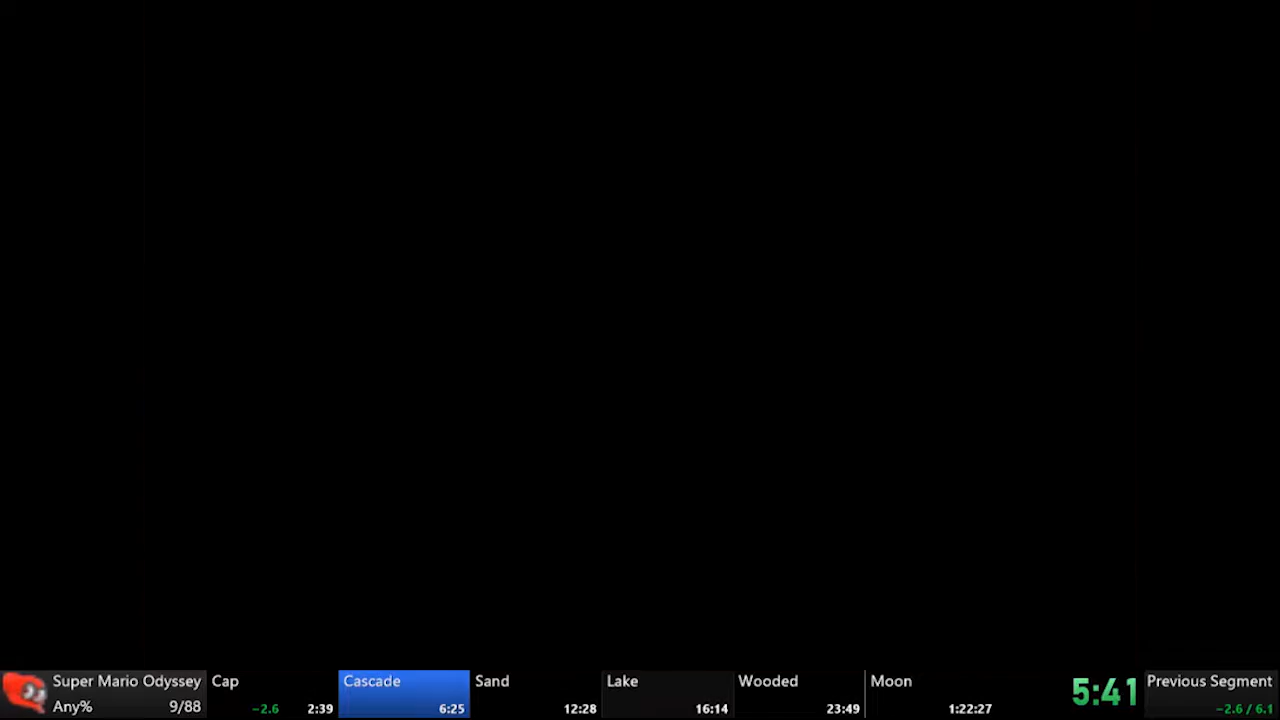 Super Mario Odyssey
Any% 9/88
Cap
-2.6 2:39
Cascade
6:25
Sand
12:28
Lake
16:14
Wooded
23:49
Moon
1:22:27
5:41
Previous Segment
-2.6 / 6.1